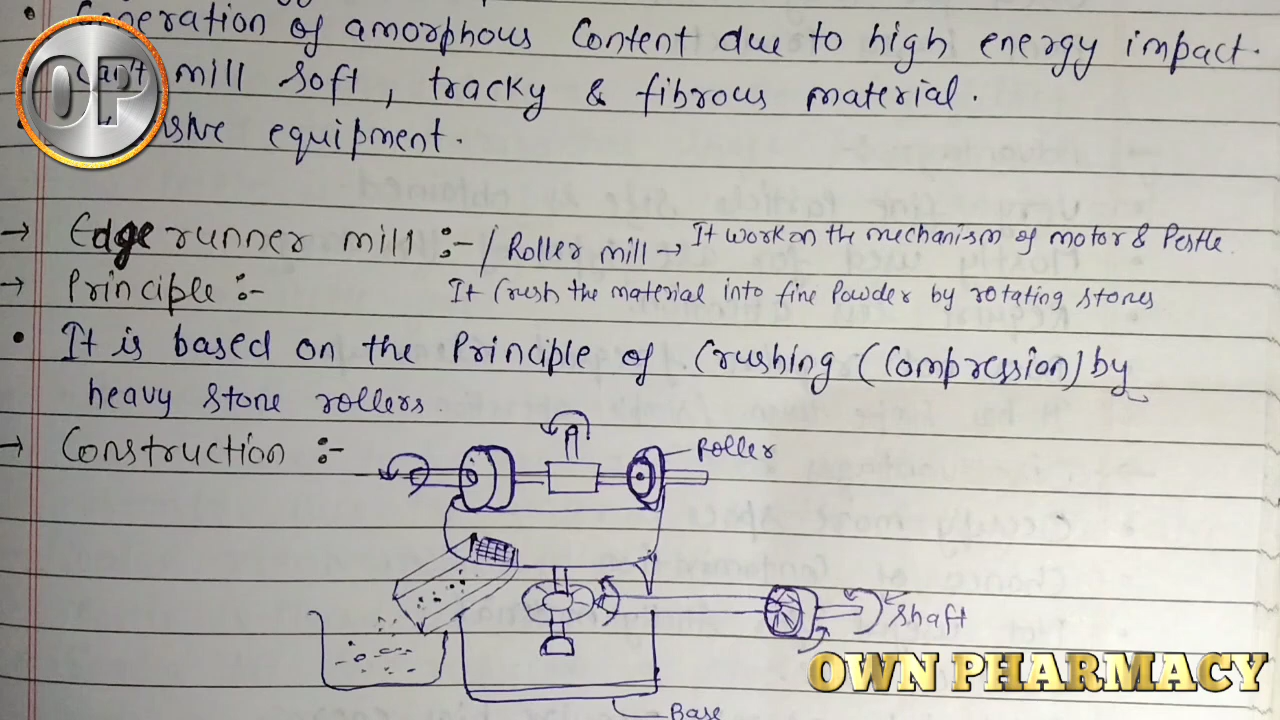 • Generation of amorphous Content due to high energy impact.
• Can't mill soft, tracky & fibrous material.
equipment.
→ Edge runner mill :- / Roller mill → It work on the mechanism of motor & Pestle.
→ Principle :- It Crush the material into fine Powder by rotating stones
• It is based on the Principle of Crushing (Compression) by
heavy stone rollers.
→ Construction :-
Roller
Shaft
Base
OP
OWN PHARMACY